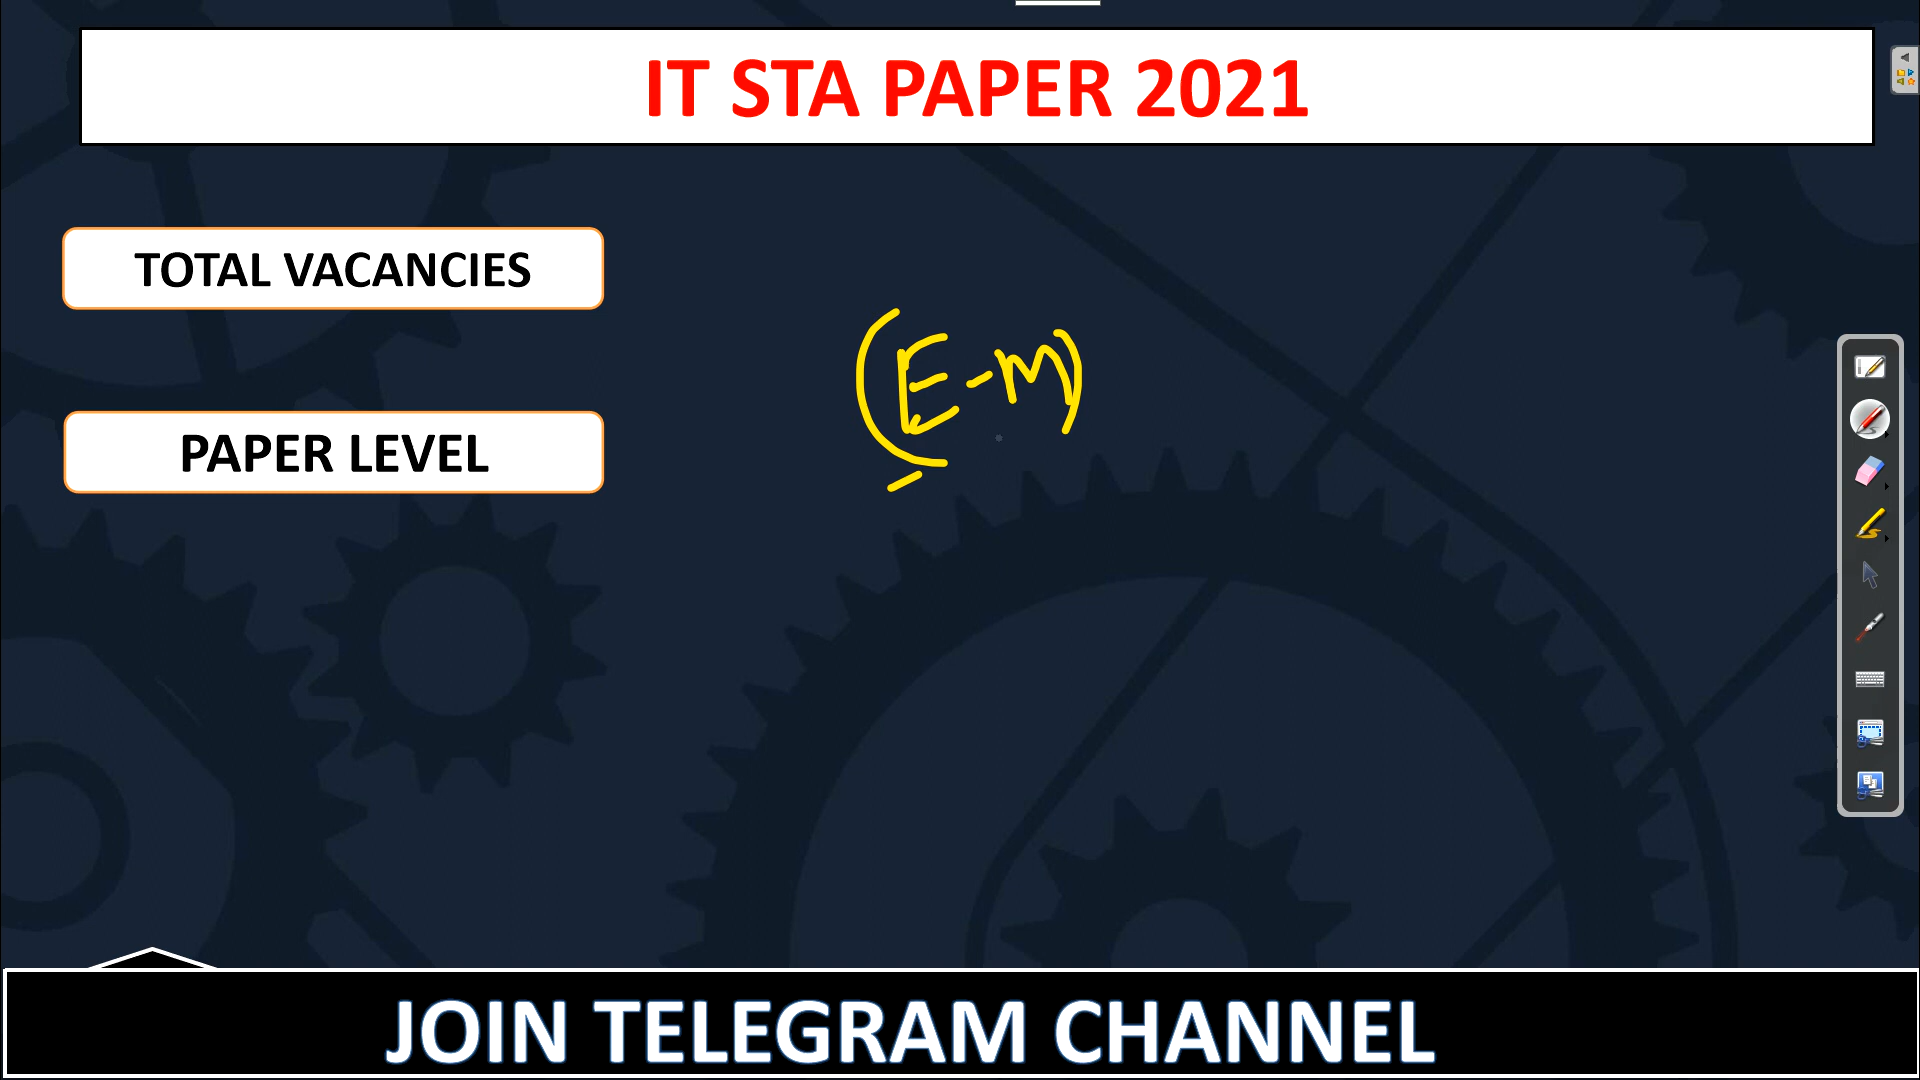 IT STA PAPER 2021
TOTAL VACANCIES
(E-M)
PAPER LEVEL
JOIN TELEGRAM CHANNEL